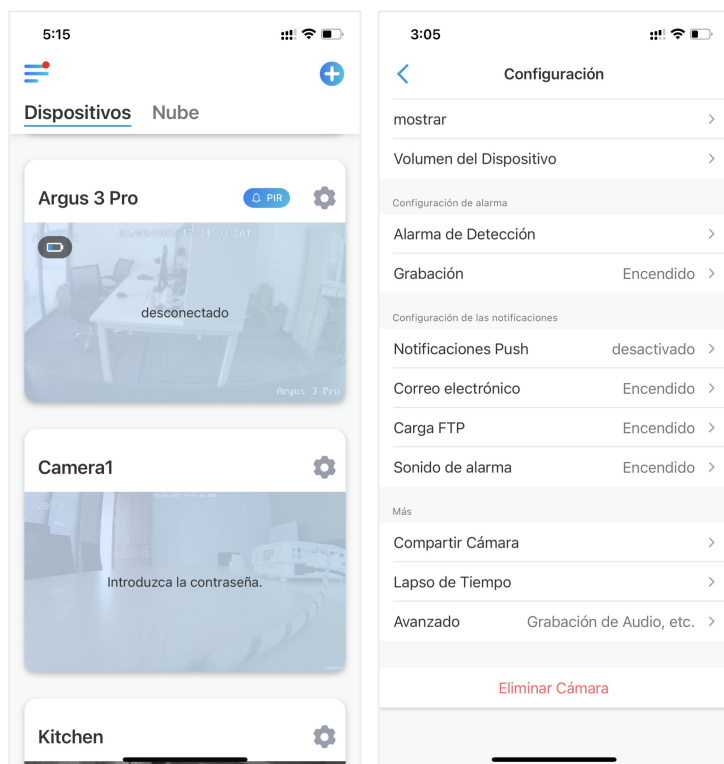 5:15
Dispositivos Nube
Argus 3 Pro
PIR
desconectado
Argus 3 Pro
Camera1
Introduzca la contraseña.
Kitchen
3:05
Configuración
mostrar
Volumen del Dispositivo
Configuración de alarma
Alarma de Detección
Grabación Encendido
Configuración de las notificaciones
Notificaciones Push desactivado
Correo electrónico Encendido
Carga FTP Encendido
Sonido de alarma Encendido
Más
Compartir Cámara
Lapso de Tiempo
Avanzado Grabación de Audio, etc.
Eliminar Cámara